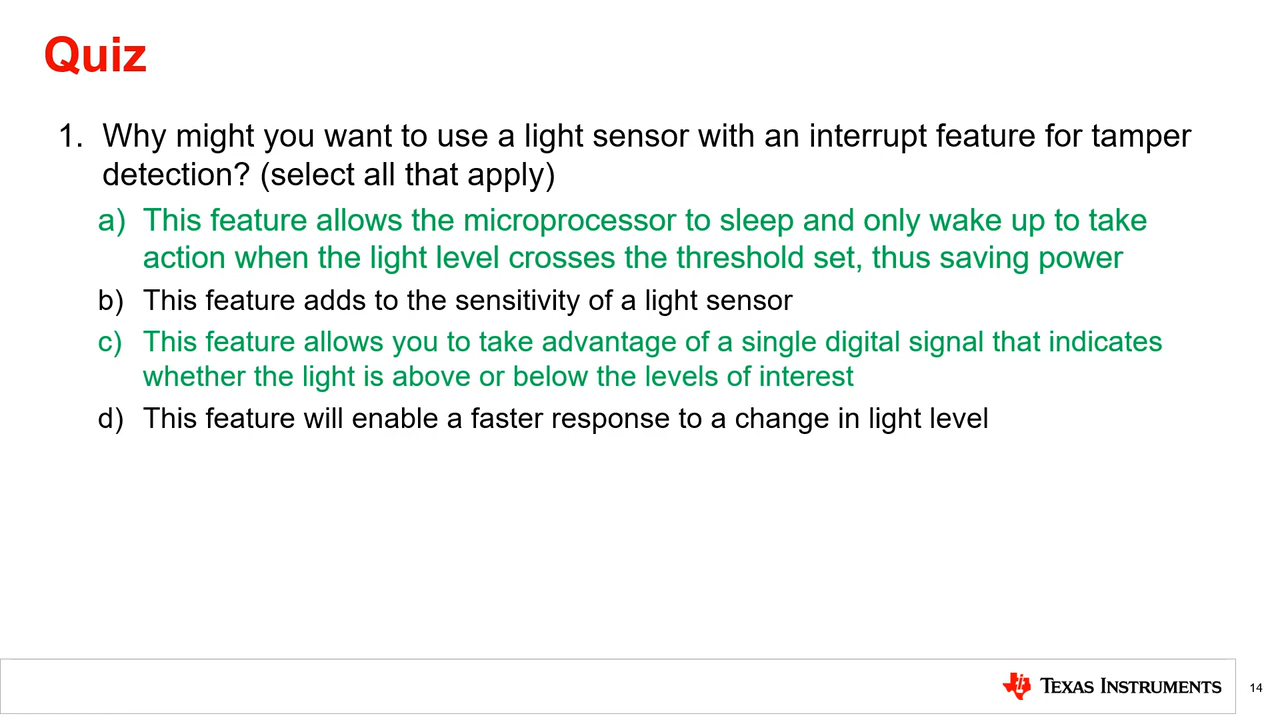 Quiz
1. Why might you want to use a light sensor with an interrupt feature for tamper
detection? (select all that apply)
a) This feature allows the microprocessor to sleep and only wake up to take
action when the light level crosses the threshold set, thus saving power
b) This feature adds to the sensitivity of a light sensor
c) This feature allows you to take advantage of a single digital signal that indicates
whether the light is above or below the levels of interest
d) This feature will enable a faster response to a change in light level
TEXAS INSTRUMENTS
14